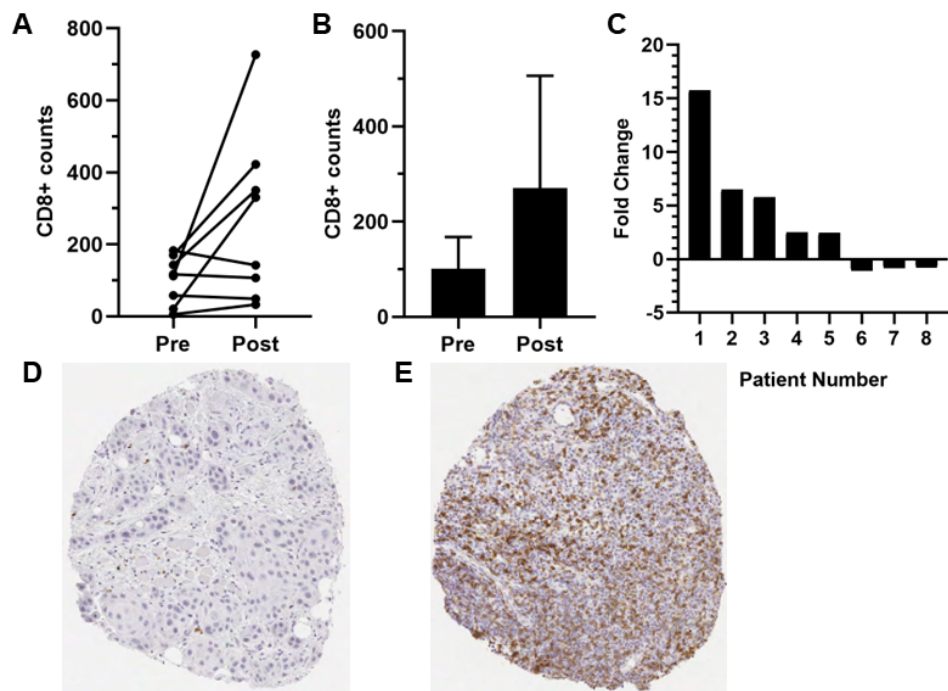 A
CD8+ counts
800
600
400
200
0
Pre Post
B
CD8+ counts
600
400
200
0
Pre Post
C
Fold Change
20
15
10
5
0
-5
1 2 3 4 5 6 7 8
Patient Number
D
E